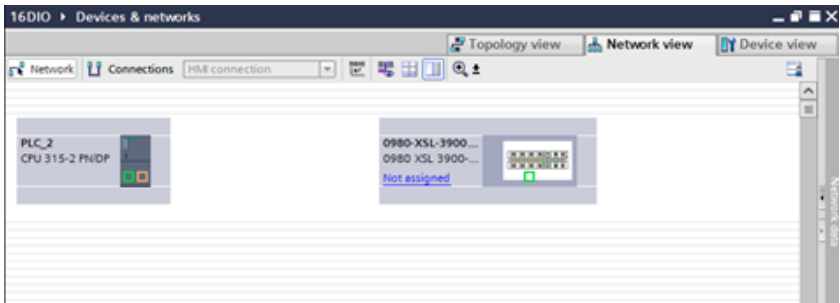 16DIO ▸ Devices & networks
Topology view Network view Device view
Network Connections HMI connection
PLC_2
CPU 315-2 PN/DP
0980-XSL-3900...
0980 XSL 3900-...
Not assigned
Network data